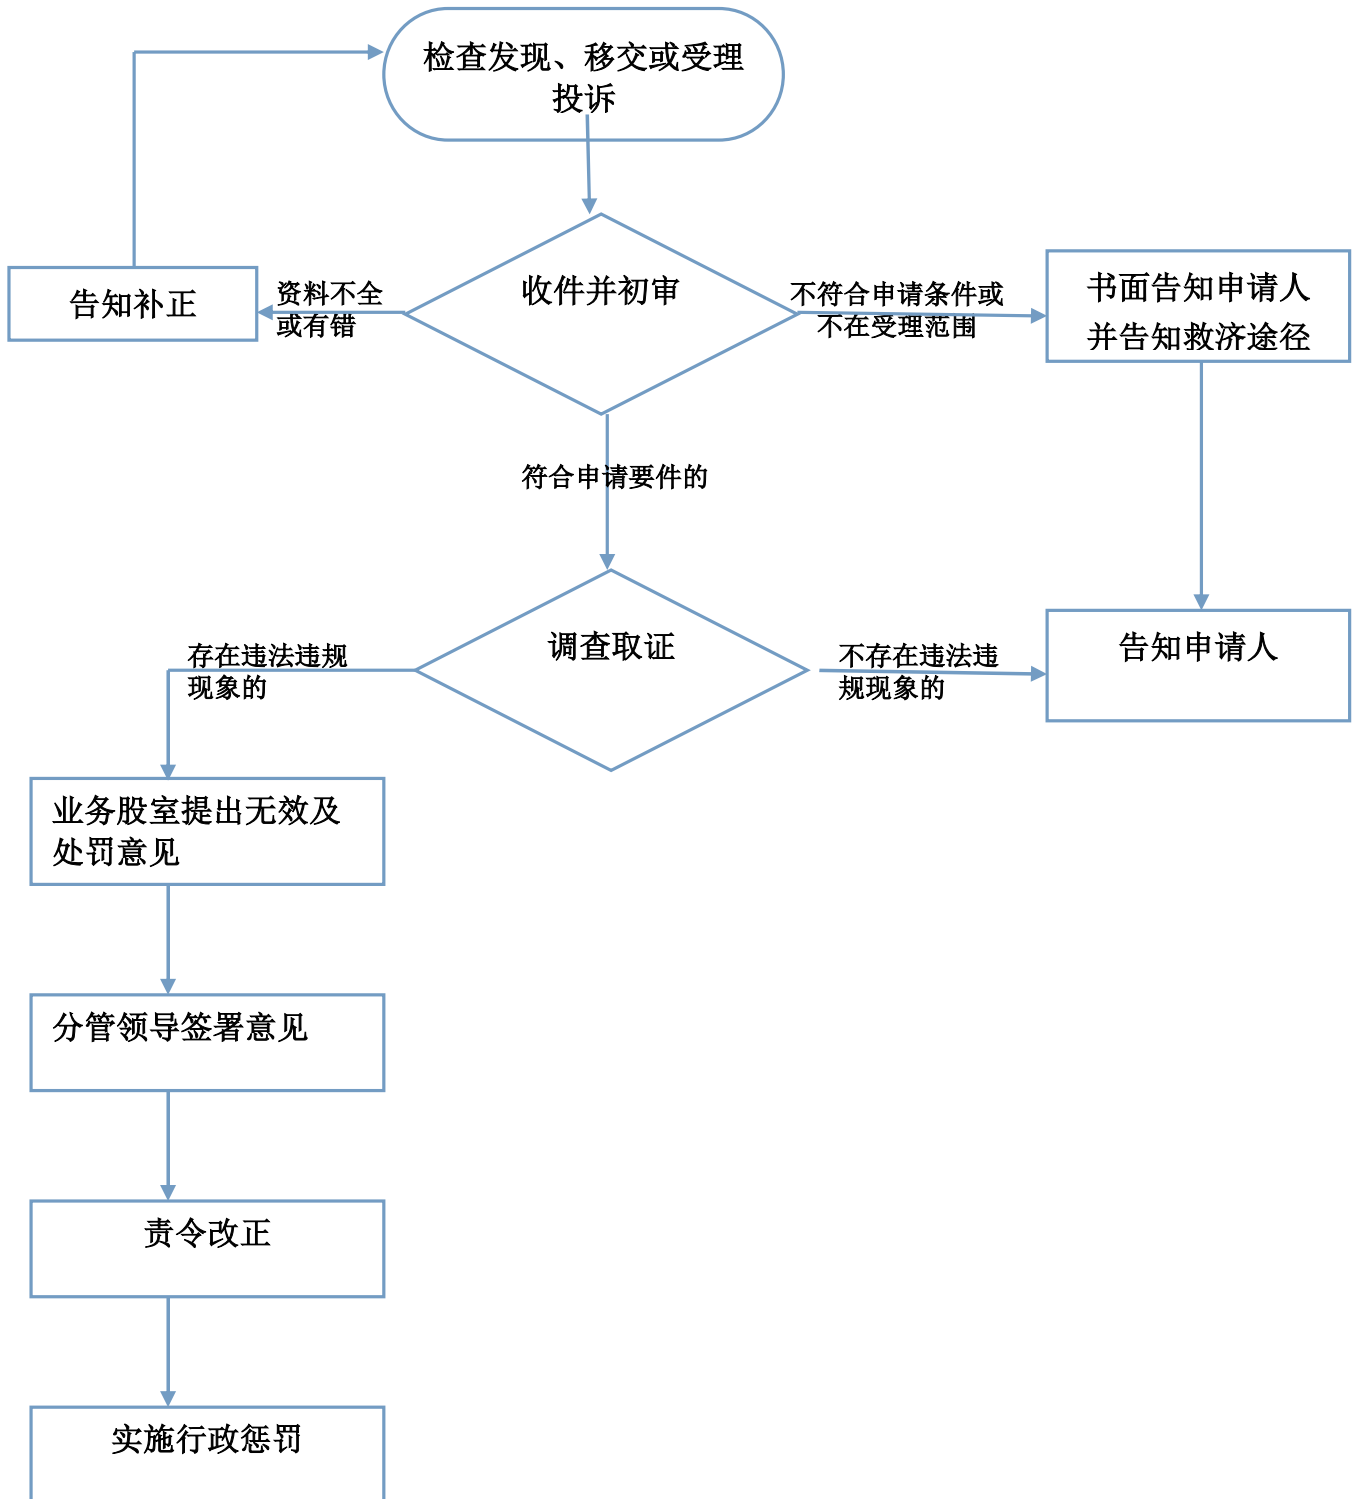 检查发现、移交或受理
投诉
收件并初审
资料不全
或有错
告知补正
不符合申请条件或
不在受理范围
书面告知申请人
并告知救济途径
符合申请要件的
调查取证
存在违法违规
现象的
不存在违法违
规现象的
告知申请人
业务股室提出无效及
处罚意见
分管领导签署意见
责令改正
实施行政惩罚